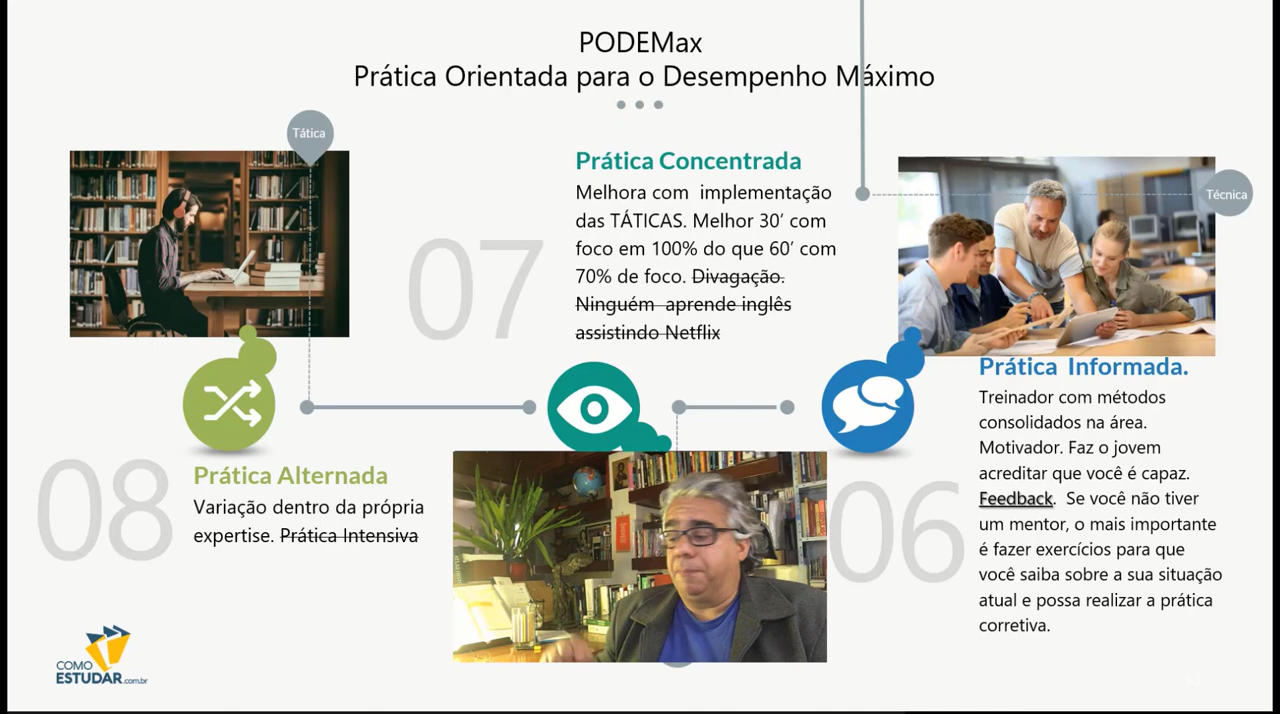 PODEMax
Prática Orientada para o Desempenho Máximo
Tática
Prática Concentrada
Melhora com implementação
das TÁTICAS. Melhor 30’ com
foco em 100% do que 60’ com
70% de foco. Divagação.
Ninguém aprende inglês
assistindo Netflix
07
Técnica
Prática Informada.
Treinador com métodos
consolidados na área.
Motivador. Faz o jovem
acreditar que você é capaz.
Feedback. Se você não tiver
um mentor, o mais importante
é fazer exercícios para que
você saiba sobre a sua situação
atual e possa realizar a prática
corretiva.
06
08
Prática Alternada
Variação dentro da própria
expertise. Prática Intensiva
COMO
ESTUDAR.com.br